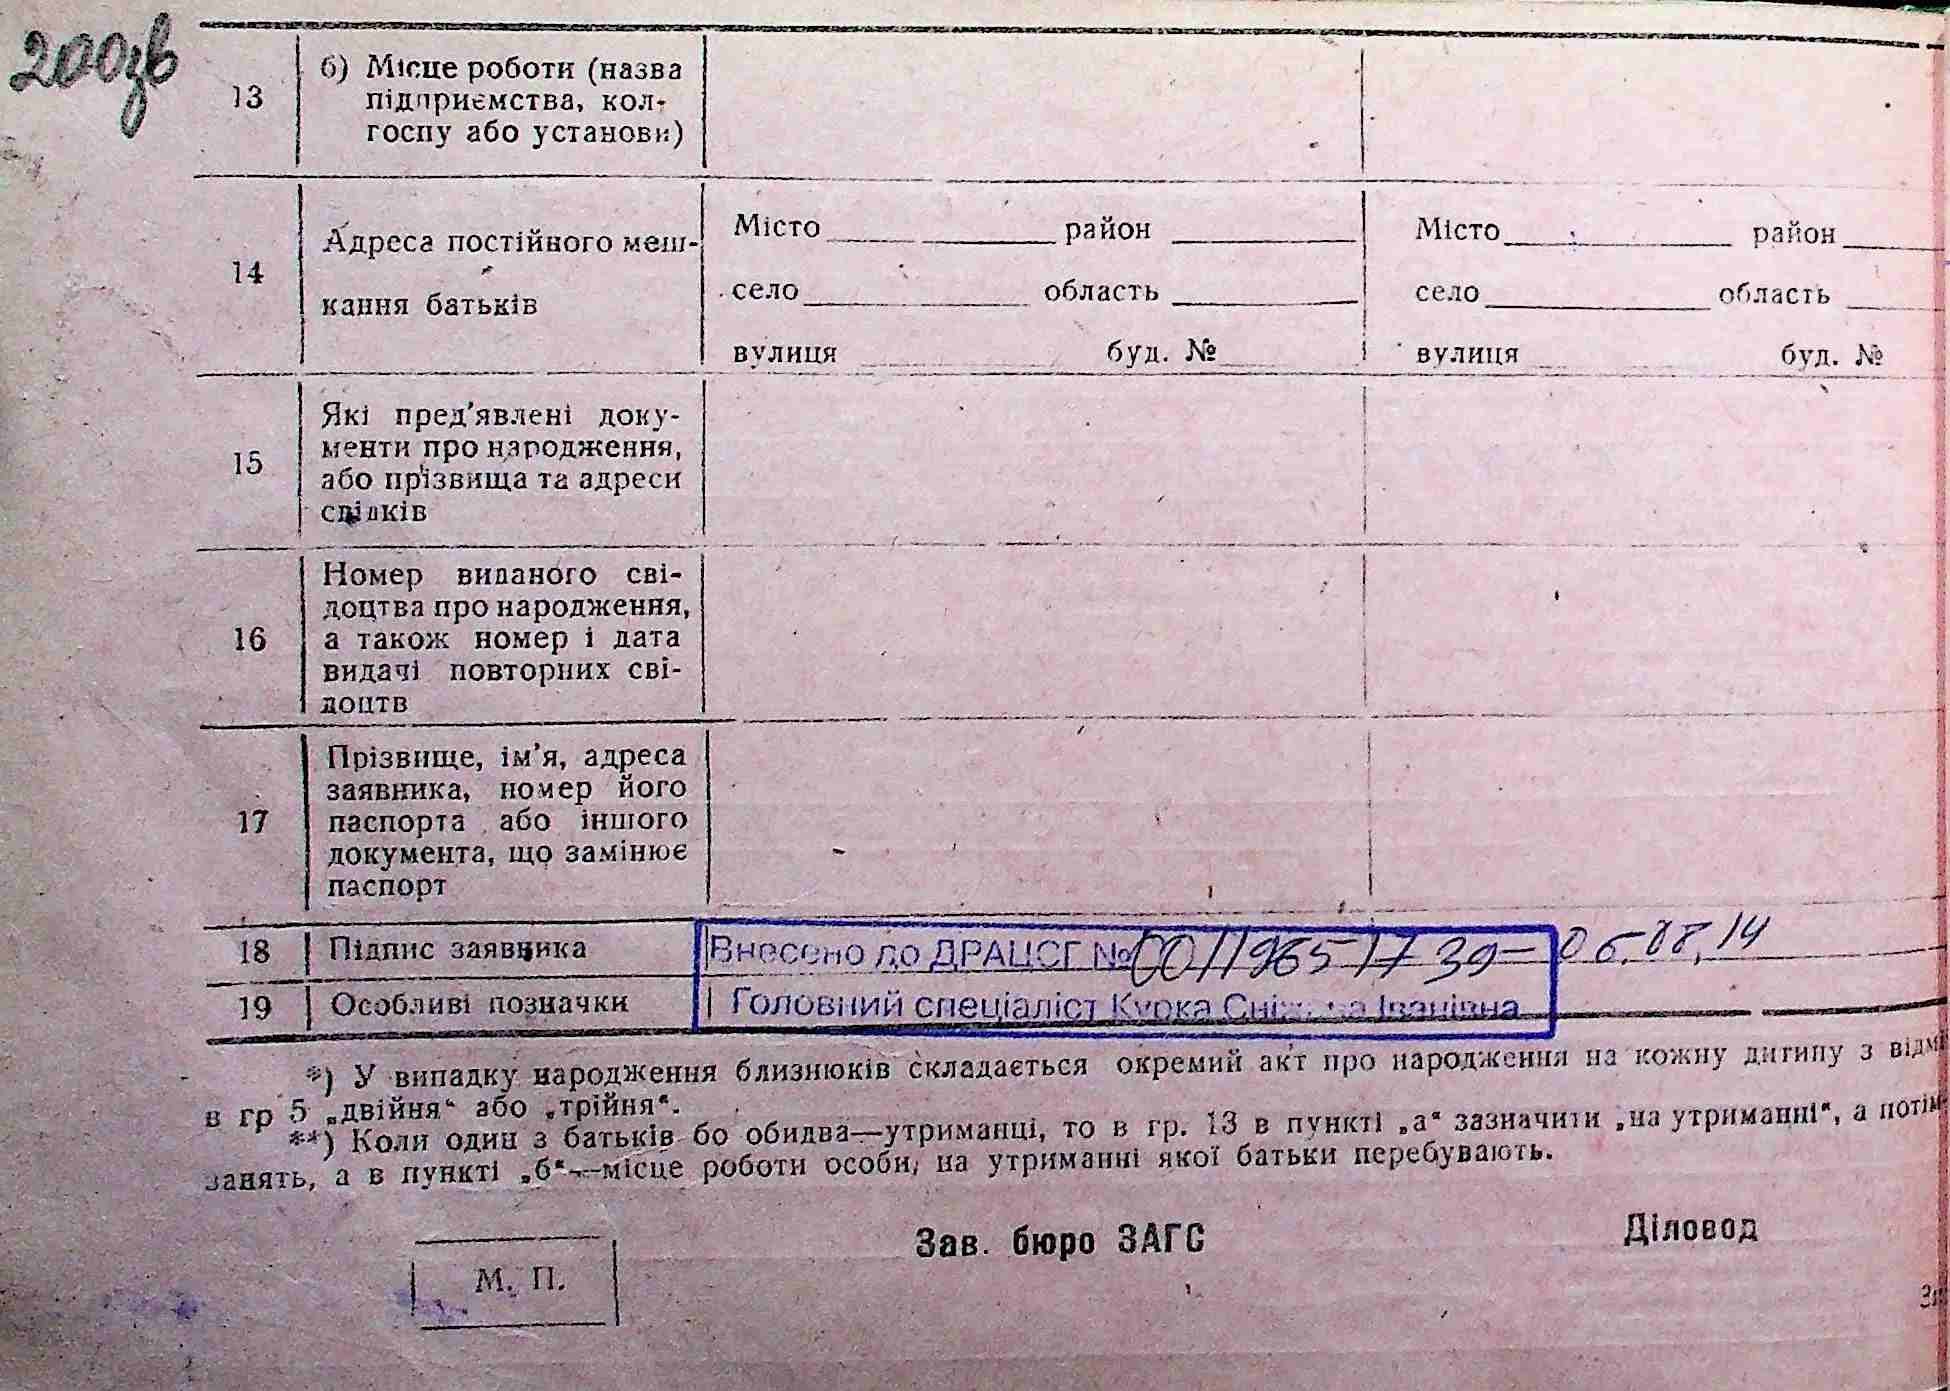 200зв
13
б) Місце роботи (назва
підприємства, кол-
госпу або установи)
14
Адреса постійного меш-
кання батьків
Місто район
село область
вулиця буд. №
Місто район
село область
вулиця буд. №
15
Які пред'явлені доку-
менти про народження,
або прізвища та адреси
свідків
16
Номер виданого сві-
доцтва про народження,
а також номер і дата
видачі повторних сві-
доцтв
17
Прізвище, ім'я, адреса
заявника, номер його
паспорта або іншого
документа, що замінює
паспорт
18 Підпис заявника
Внесено до ДРАЦСГ № 00119651739 – 06.08.14
19 Особливі позначки
Головний спеціаліст Курка Іванівна
*) У випадку народження близнюків складається окремий акт про народження на кожну дитину з відмі
в гр 5 „двійня“ або „трійня“.
**) Коли один з батьків бо обидва—утриманці, то в гр. 13 в пункті „а“ зазначити „на утриманні“, а потім
занять, а в пункті „б“—місце роботи особи, на утриманні якої батьки перебувають.
М. П.
Зав. бюро ЗАГС
Діловод